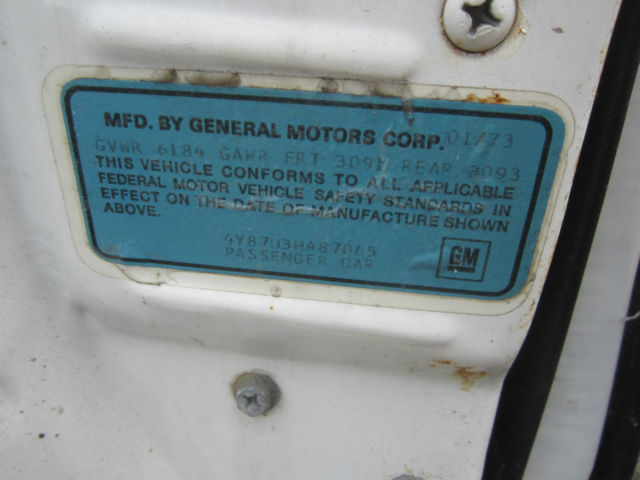 MFD. BY GENERAL MOTORS CORP. 01/73
GVWR 6184 GAWR FRT 3091 REAR 3093
THIS VEHICLE CONFORMS TO ALL APPLICABLE
FEDERAL MOTOR VEHICLE SAFETY STANDARDS IN
EFFECT ON THE DATE OF MANUFACTURE SHOWN
ABOVE.
4Y87U3H487065
PASSENGER CAR
GM